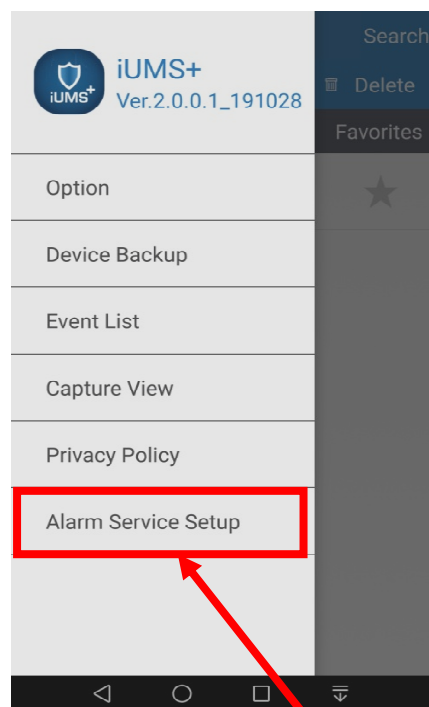 Search
iUMS+
iUMS+
Ver.2.0.0.1_191028
Delete
Favorites
Option
Device Backup
Event List
Capture View
Privacy Policy
Alarm Service Setup